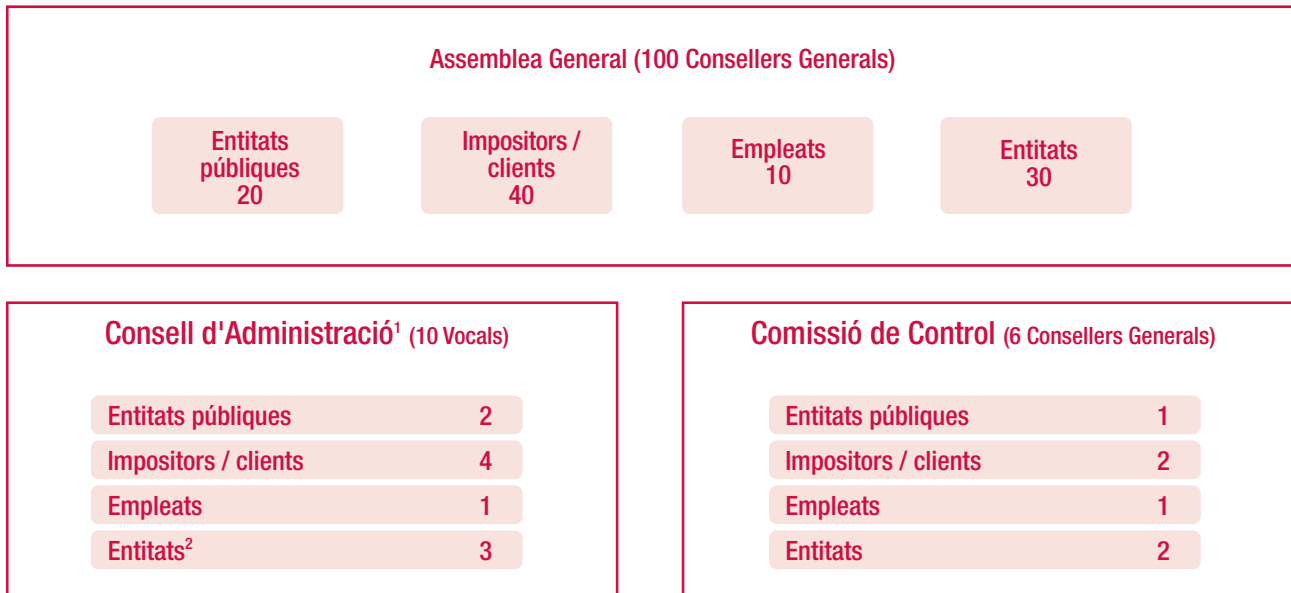 Assemblea General (100 Consellers Generals)
Entitats
públiques
20
Impositors /
clients
40
Empleats
10
Entitats
30
Consell d'Administració¹ (10 Vocals)
Entitats públiques 2
Impositors / clients 4
Empleats 1
Entitats² 3
Comissió de Control (6 Consellers Generals)
Entitats públiques 1
Impositors / clients 2
Empleats 1
Entitats 2